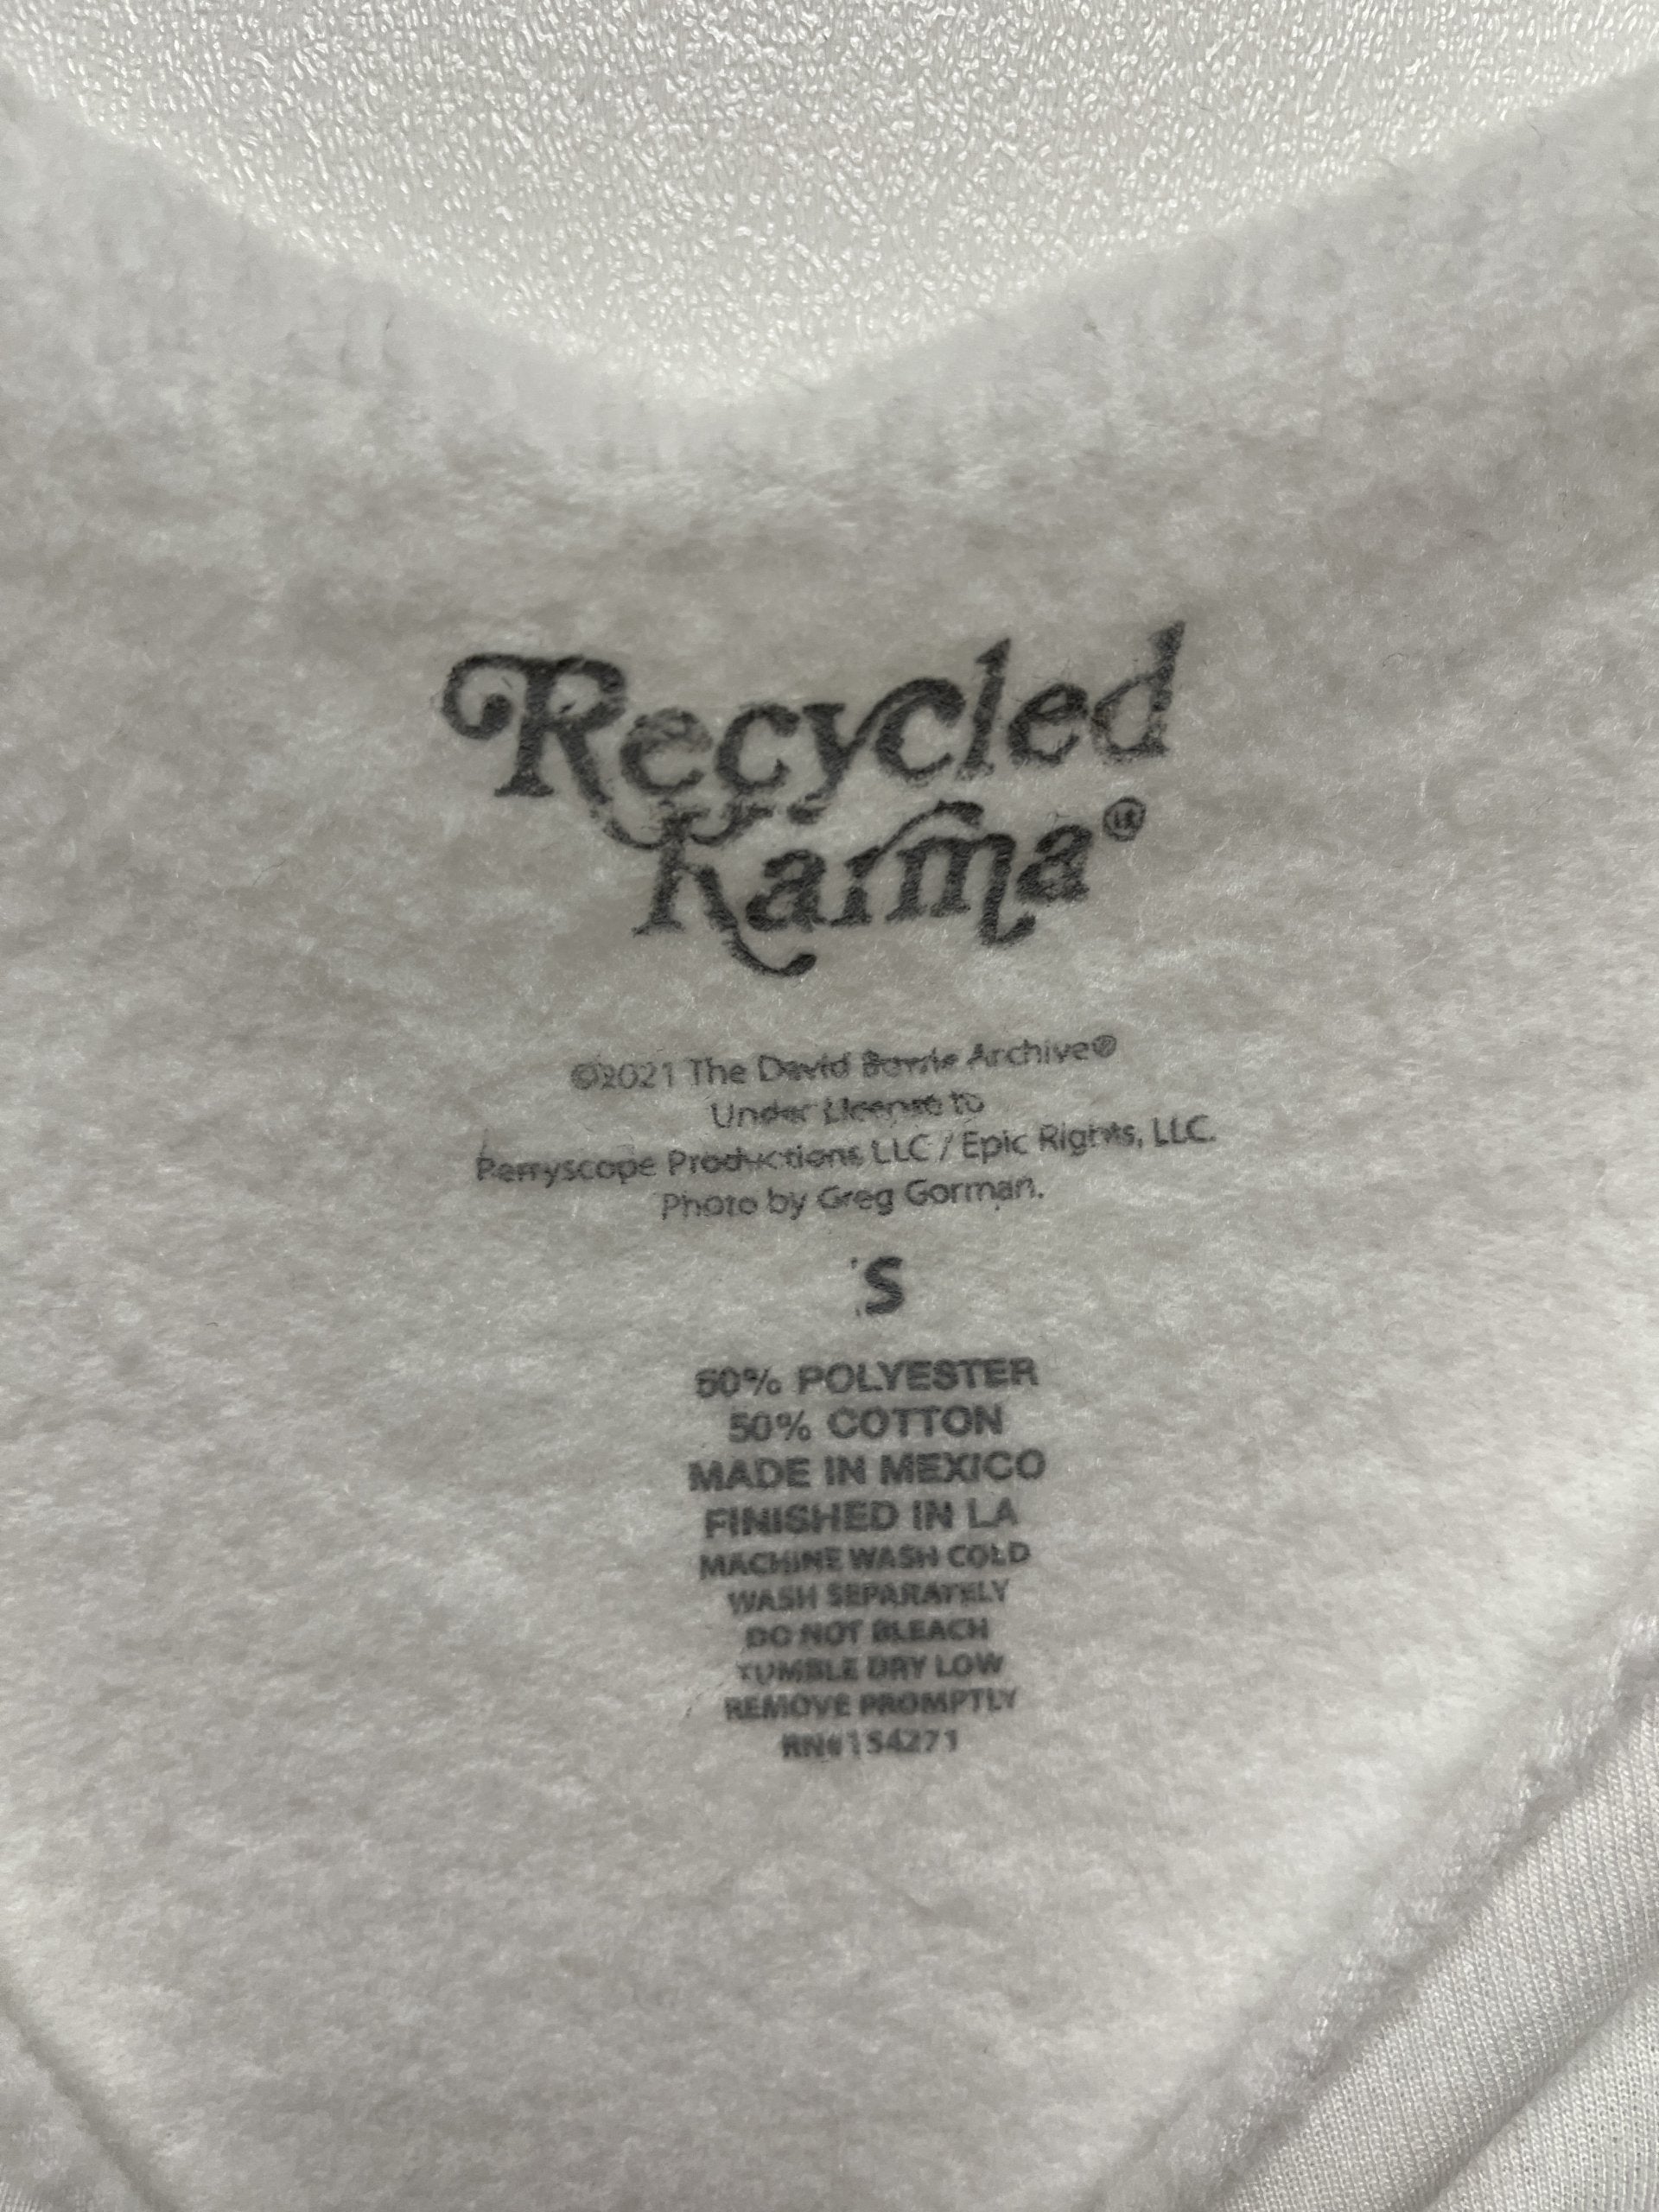 Recycled
Karma®
©2021 The David Bowie Archive®
Under License to
Perryscope Productions LLC / Epic Rights, LLC.
Photo by Greg Gorman.
S
50% POLYESTER
50% COTTON
MADE IN MEXICO
FINISHED IN LA
MACHINE WASH COLD
WASH SEPARATELY
DO NOT BLEACH
TUMBLE DRY LOW
REMOVE PROMPTLY
RN#154271